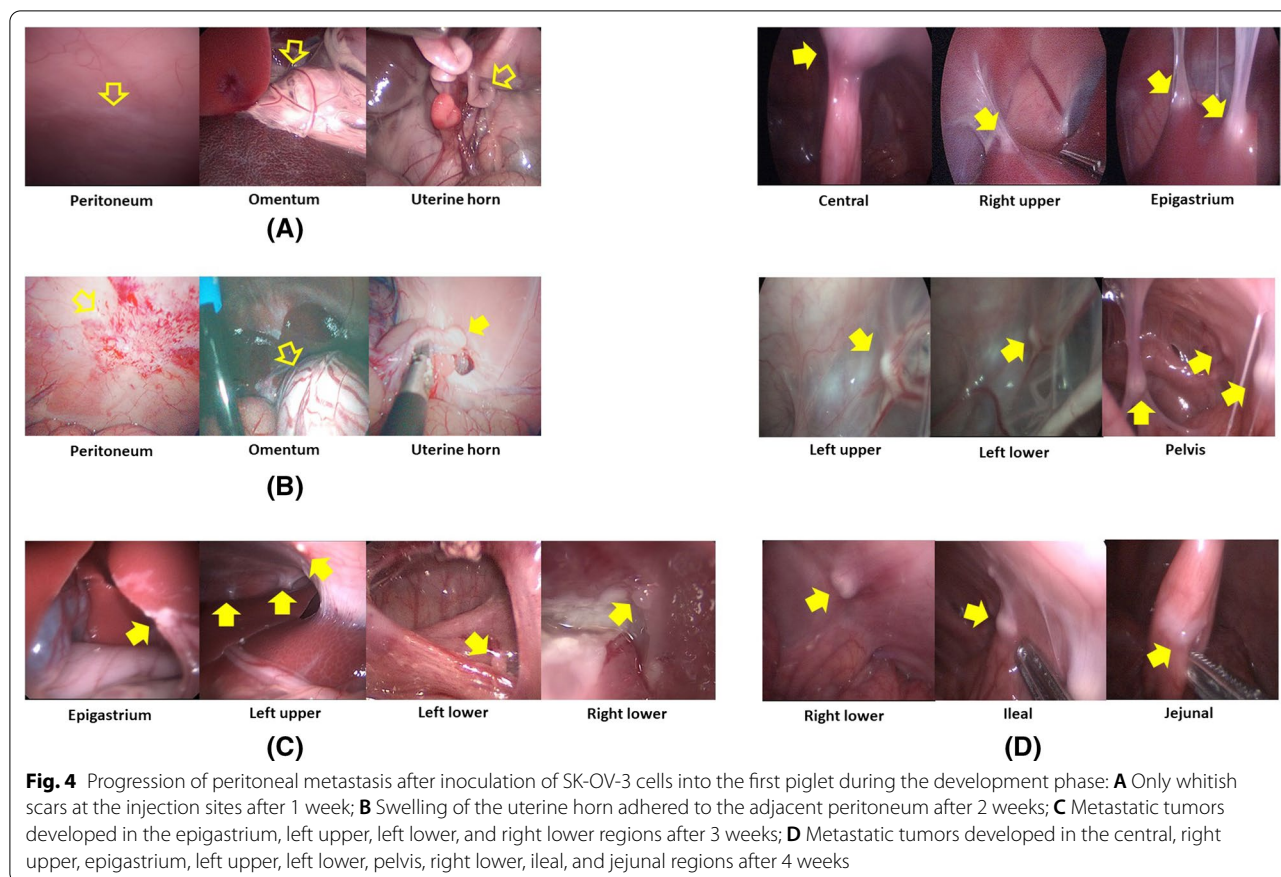 Peritoneum Omentum Uterine horn
(A)
Peritoneum Omentum Uterine horn
(B)
Epigastrium Left upper Left lower Right lower
(C)
Central Right upper Epigastrium
Left upper Left lower Pelvis
Right lower Ileal Jejunal
(D)
Fig. 4 Progression of peritoneal metastasis after inoculation of SK-OV-3 cells into the first piglet during the development phase: A Only whitish
scars at the injection sites after 1 week; B Swelling of the uterine horn adhered to the adjacent peritoneum after 2 weeks; C Metastatic tumors
developed in the epigastrium, left upper, left lower, and right lower regions after 3 weeks; D Metastatic tumors developed in the central, right
upper, epigastrium, left upper, left lower, pelvis, right lower, ileal, and jejunal regions after 4 weeks